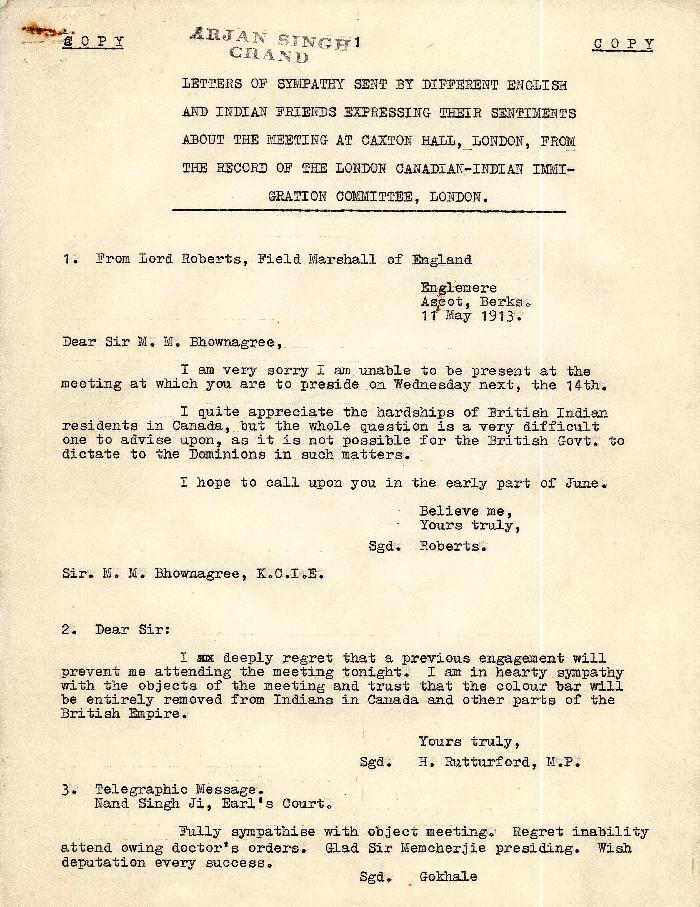 COPY
ARJAN SINGH
CHAND
1
COPY
LETTERS OF SYMPATHY SENT BY DIFFERENT ENGLISH
AND INDIAN FRIENDS EXPRESSING THEIR SENTIMENTS
ABOUT THE MEETING AT CAXTON HALL, LONDON, FROM
THE RECORD OF THE LONDON CANADIAN-INDIAN IMMI-
GRATION COMMITTEE, LONDON.
1. From Lord Roberts, Field Marshall of England
Englemere
Ascot, Berks.
11 May 1913.
Dear Sir M. M. Bhownagree,
I am very sorry I am unable to be present at the
meeting at which you are to preside on Wednesday next, the 14th.
I quite appreciate the hardships of British Indian
residents in Canada, but the whole question is a very difficult
one to advise upon, as it is not possible for the British Govt. to
dictate to the Dominions in such matters.
I hope to call upon you in the early part of June.
Believe me,
Yours truly,
Sgd. Roberts.
Sir. M. M. Bhownagree, K.C.I.E.
2. Dear Sir:
I deeply regret that a previous engagement will
prevent me attending the meeting tonight. I am in hearty sympathy
with the objects of the meeting and trust that the colour bar will
be entirely removed from Indians in Canada and other parts of the
British Empire.
Yours truly,
Sgd. H. Rutturford, M.P.
3. Telegraphic Message.
Nand Singh Ji, Earl's Court.
Fully sympathise with object meeting. Regret inability
attend owing doctor's orders. Glad Sir Memcherjie presiding. Wish
deputation every success.
Sgd. Gokhale